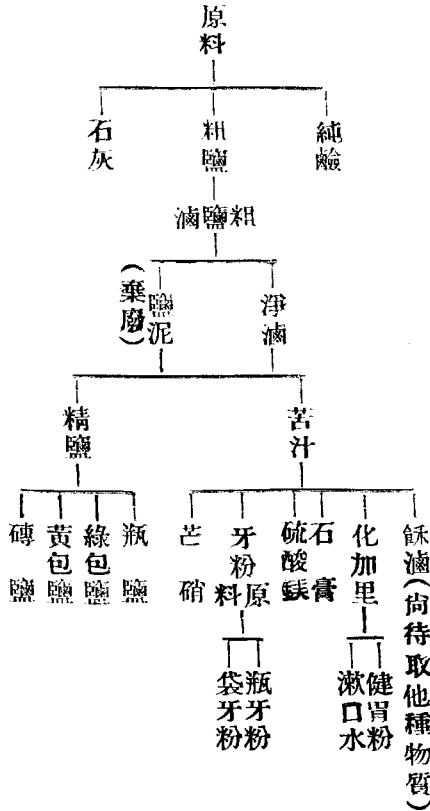 原料
純鹼
粗鹽
石灰
粗鹽滷
淨滷
鹽泥
(棄廢)
苦汁
精鹽
瓶鹽
綠包鹽
黃包鹽
磚鹽
餘滷(尙待取他種物質)
化加里
石膏
硫酸鎂
牙粉原料
芒硝
健胃粉
漱口水
瓶牙粉
袋牙粉